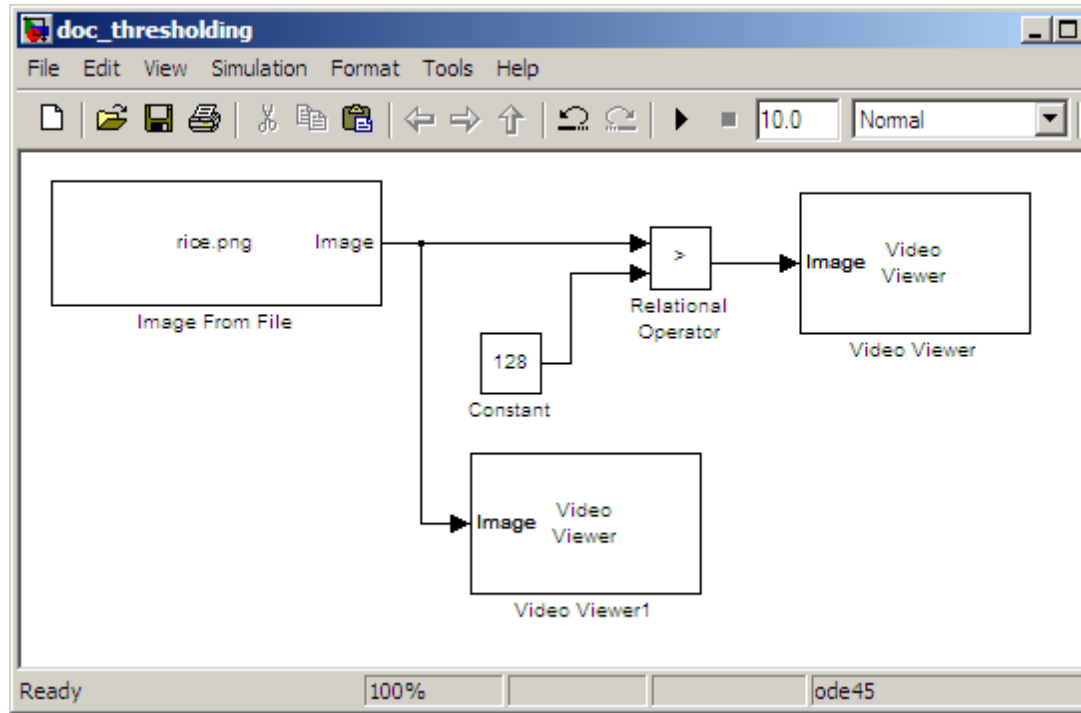 doc_thresholding
File Edit View Simulation Format Tools Help
10.0 Normal
rice.png Image
Image From File
>
Relational
Operator
Image Video
Viewer
Video Viewer
128
Constant
Image Video
Viewer
Video Viewer1
Ready 100% ode45